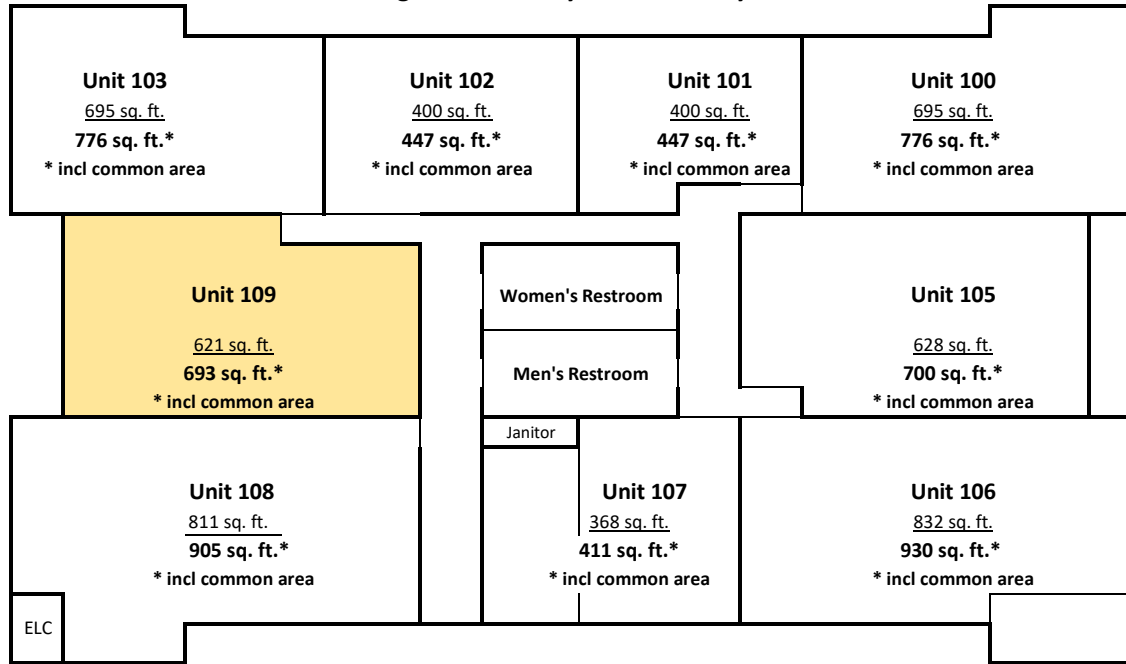 Unit 103
695 sq. ft.
776 sq. ft.*
* incl common area
Unit 102
400 sq. ft.
447 sq. ft.*
* incl common area
Unit 101
400 sq. ft.
447 sq. ft.*
* incl common area
Unit 100
695 sq. ft.
776 sq. ft.*
* incl common area
Unit 109
621 sq. ft.
693 sq. ft.*
* incl common area
Women's Restroom
Men's Restroom
Unit 105
628 sq. ft.
700 sq. ft.*
* incl common area
Unit 108
811 sq. ft.
905 sq. ft.*
* incl common area
Janitor
Unit 107
368 sq. ft.
411 sq. ft.*
* incl common area
Unit 106
832 sq. ft.
930 sq. ft.*
* incl common area
ELC